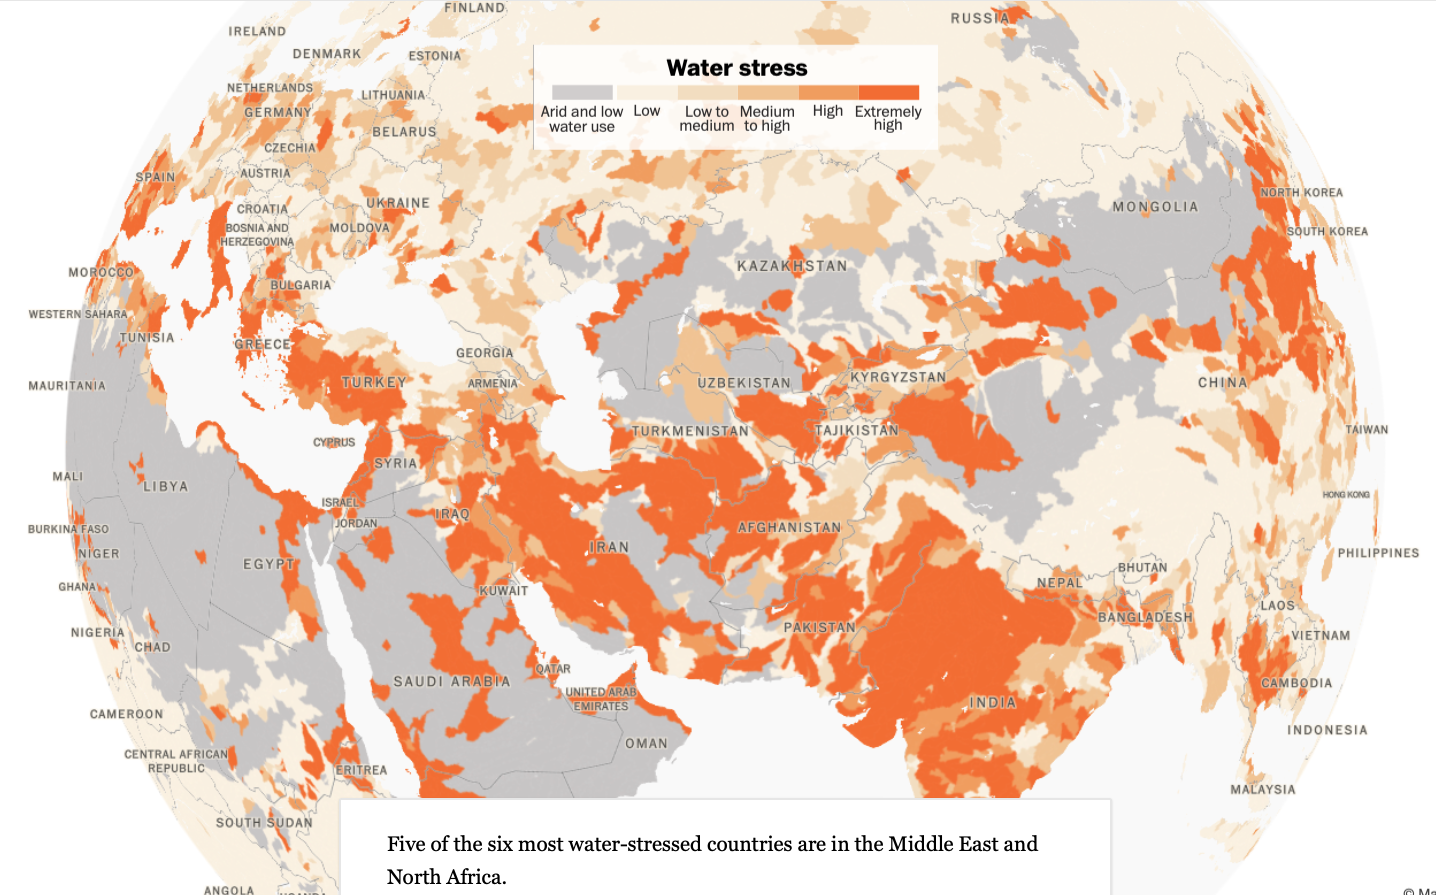 FINLAND
RUSSIA
IRELAND
DENMARK
ESTONIA
Water stress
Arid and low
water use
Low
Low to
medium
Medium
to high
High
Extremely
high
NETHERLANDS
LITHUANIA
GERMANY
BELARUS
CZECHIA
AUSTRIA
SPAIN
UKRAINE
CROATIA
BOSNIA AND
HERZEGOVINA
MOLDOVA
MONGOLIA
NORTH KOREA
SOUTH KOREA
MOROCCO
BULGARIA
KAZAKHSTAN
WESTERN SAHARA
TUNISIA
GREECE
GEORGIA
MAURITANIA
TURKEY
ARMENIA
UZBEKISTAN
KYRGYZSTAN
CHINA
CYPRUS
TURKMENISTAN
TAJIKISTAN
TAIWAN
SYRIA
MALI
LIBYA
ISRAEL
JORDAN
IRAQ
HONG KONG
BURKINA FASO
NIGER
EGYPT
IRAN
AFGHANISTAN
PHILIPPINES
GHANA
KUWAIT
NEPAL
BHUTAN
BANGLADESH
LAOS
NIGERIA
CHAD
PAKISTAN
VIETNAM
QATAR
SAUDI ARABIA
UNITED ARAB
EMIRATES
INDIA
CAMBODIA
CAMEROON
OMAN
INDONESIA
CENTRAL AFRICAN
REPUBLIC
ERITREA
MALAYSIA
SOUTH SUDAN
Five of the six most water-stressed countries are in the Middle East and
North Africa.
ANGOLA